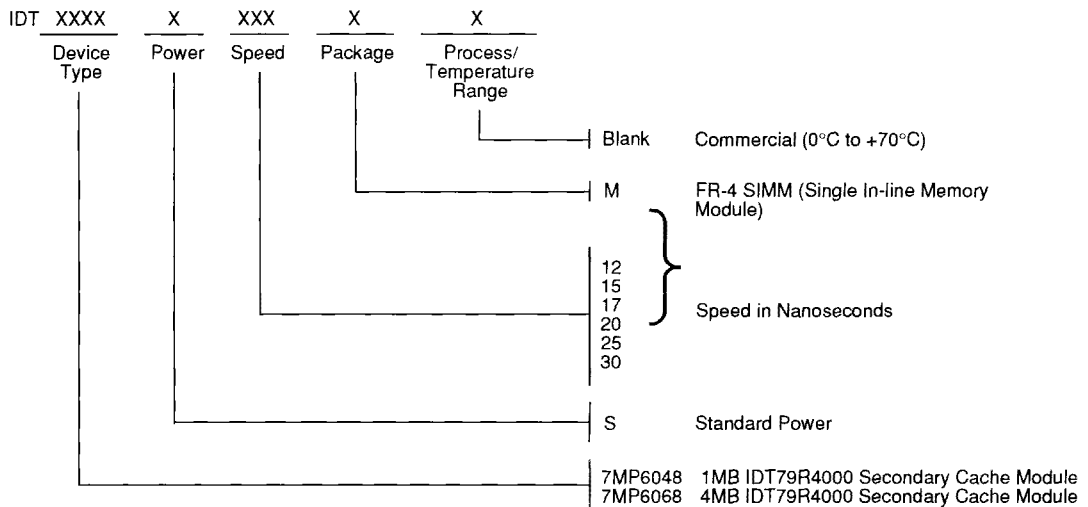 IDT XXXX X XXX X X
Device Type Power Speed Package Process/ Temperature Range
Blank Commercial (0°C to +70°C)
M FR-4 SIMM (Single In-line Memory Module)
12
15
17
20
25
30
Speed in Nanoseconds
S Standard Power
7MP6048 1MB IDT79R4000 Secondary Cache Module
7MP6068 4MB IDT79R4000 Secondary Cache Module